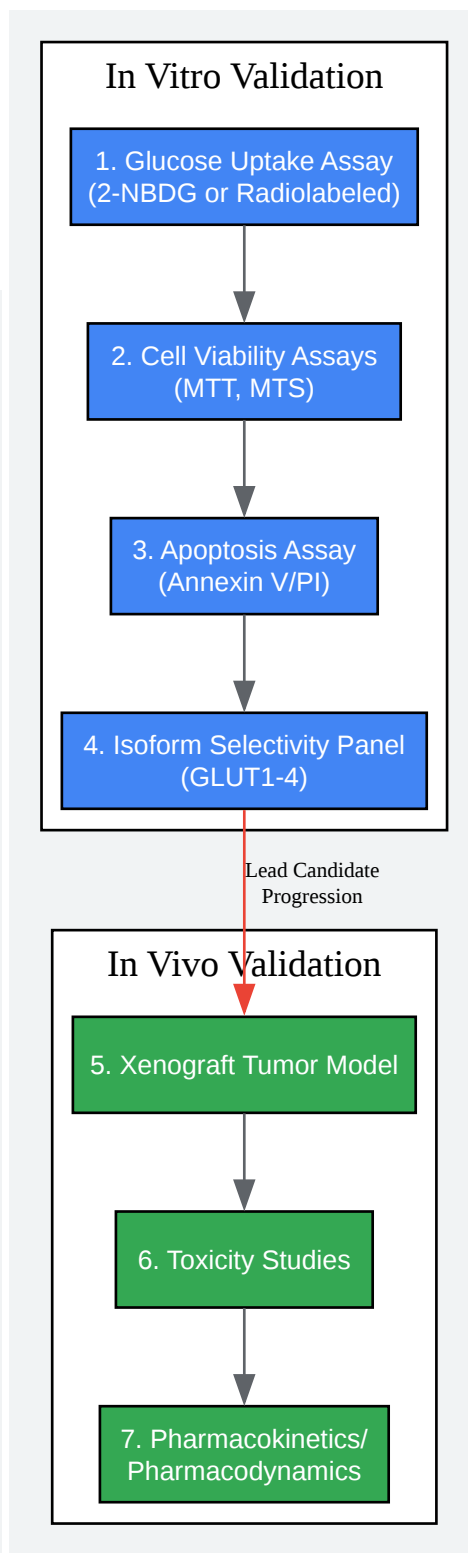 In Vitro Validation
1. Glucose Uptake Assay
(2-NBDG or Radiolabeled)
2. Cell Viability Assays
(MTT, MTS)
3. Apoptosis Assay
(Annexin V/PI)
4. Isoform Selectivity Panel
(GLUT1-4)
Lead Candidate
Progression
In Vivo Validation
5. Xenograft Tumor Model
6. Toxicity Studies
7. Pharmacokinetics/
Pharmacodynamics